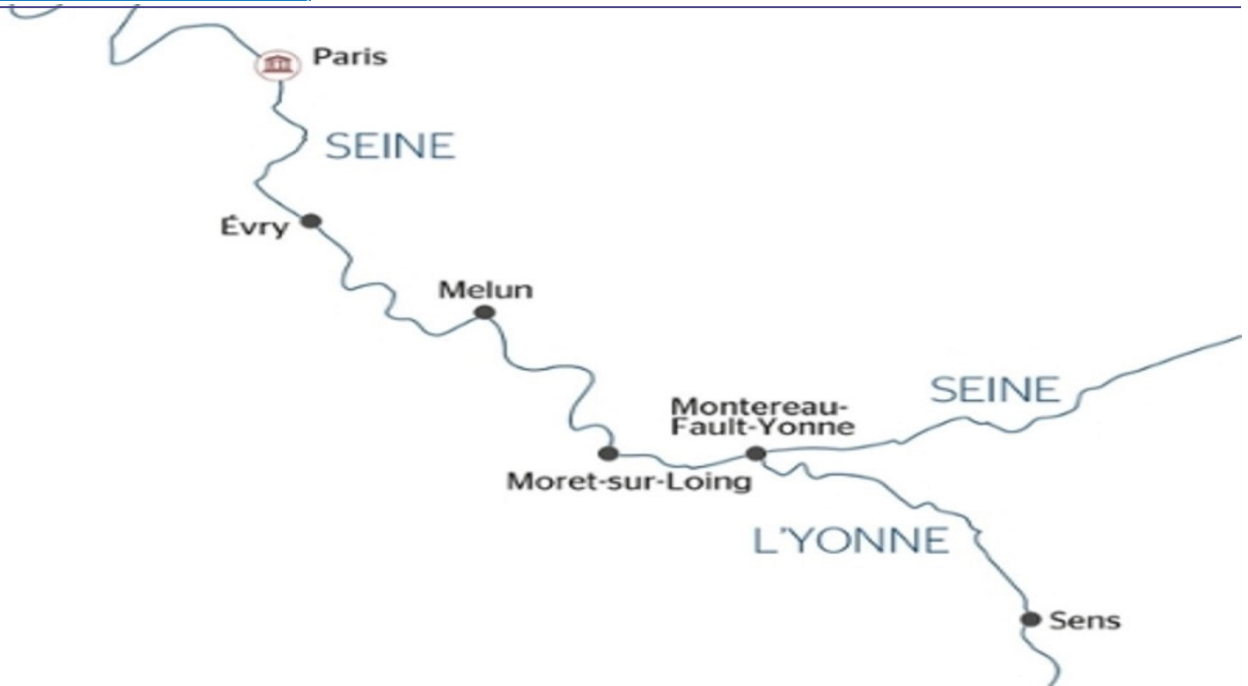 Paris
SEINE
Évry
Melun
SEINE
Montereau-
Fault-Yonne
Moret-sur-Loing
L'YONNE
Sens